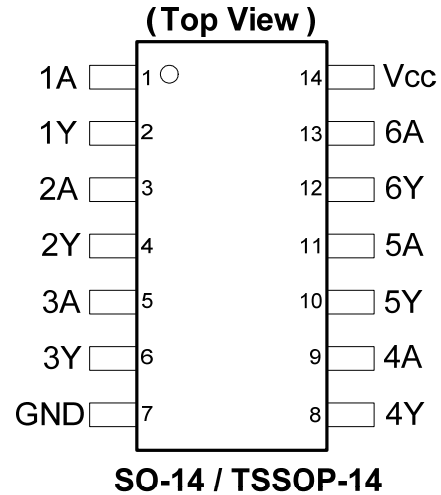 (Top View)
1A 1 14 Vcc
1Y 2 13 6A
2A 3 12 6Y
2Y 4 11 5A
3A 5 10 5Y
3Y 6 9 4A
GND 7 8 4Y
SO-14 / TSSOP-14